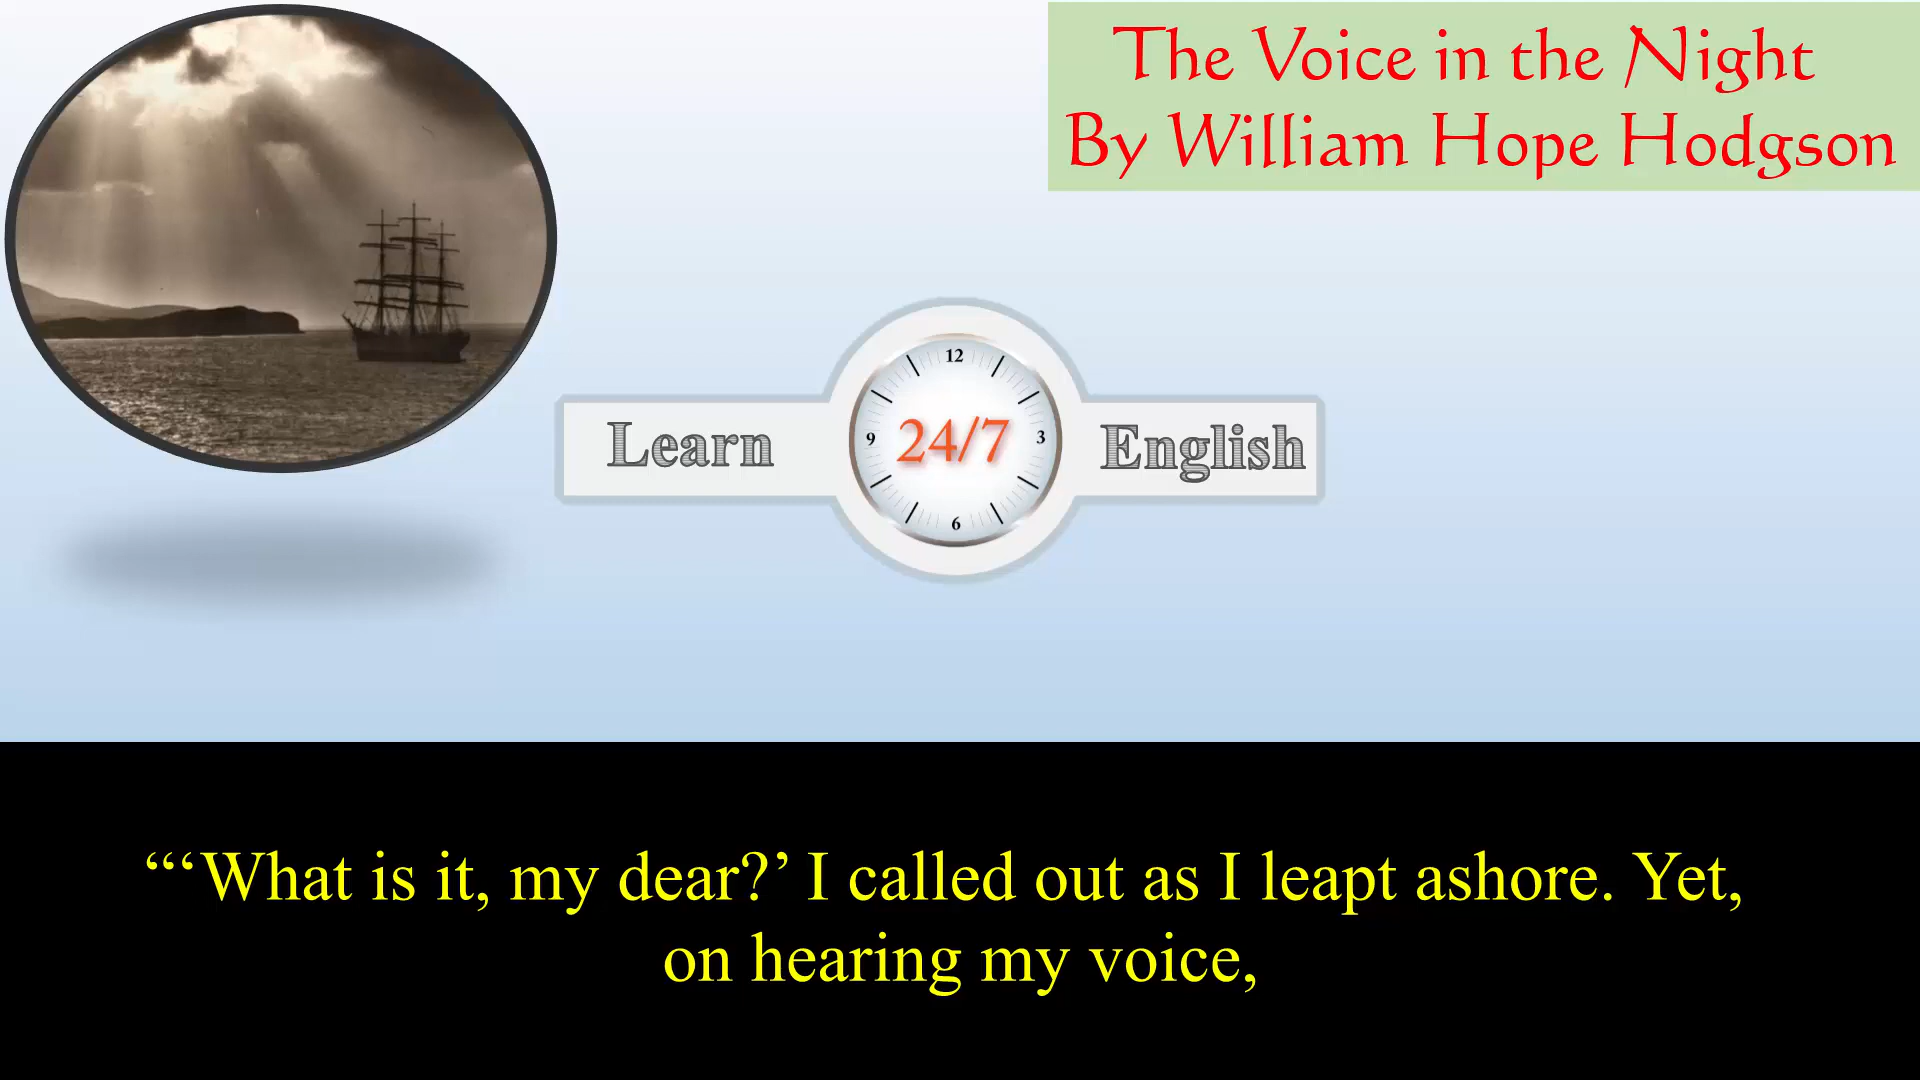 The Voice in the Night
By William Hope Hodgson
12
9
24/7
3
6
Learn
English
“‘What is it, my dear?’ I called out as I leapt ashore. Yet,
on hearing my voice,